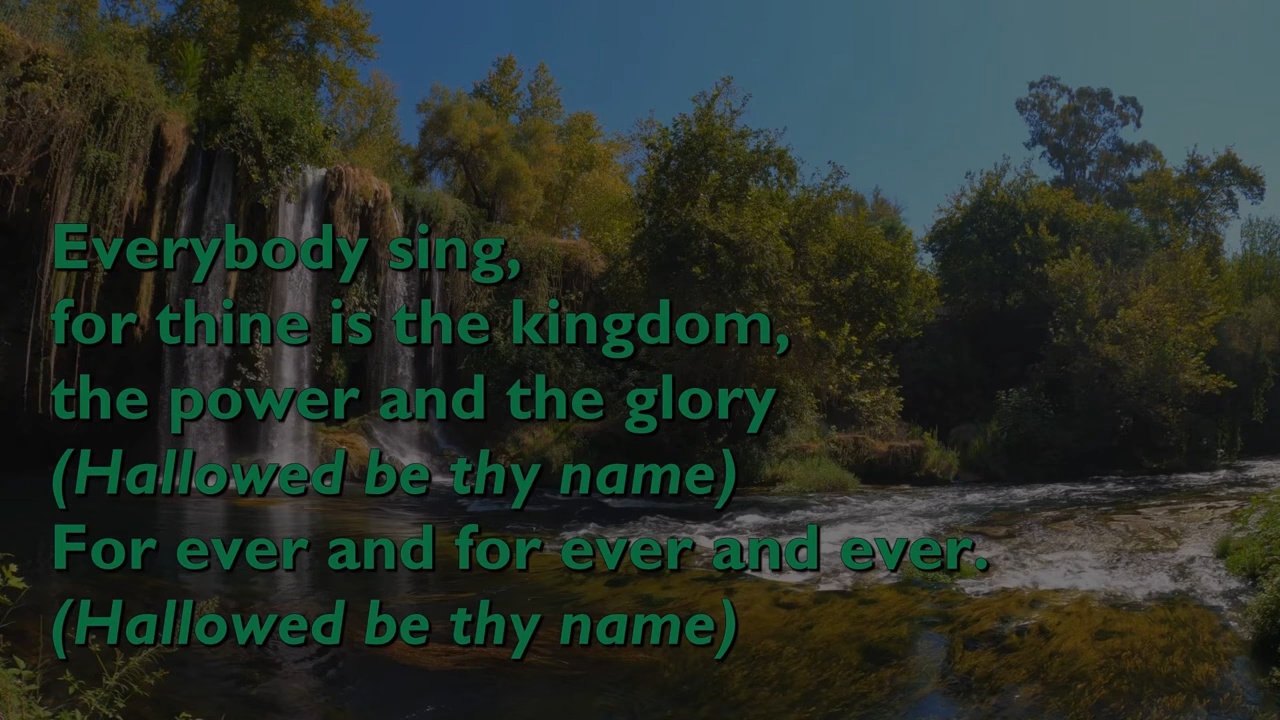 Everybody sing,
for thine is the kingdom,
the power and the glory
(Hallowed be thy name)
For ever and for ever and ever.
(Hallowed be thy name)